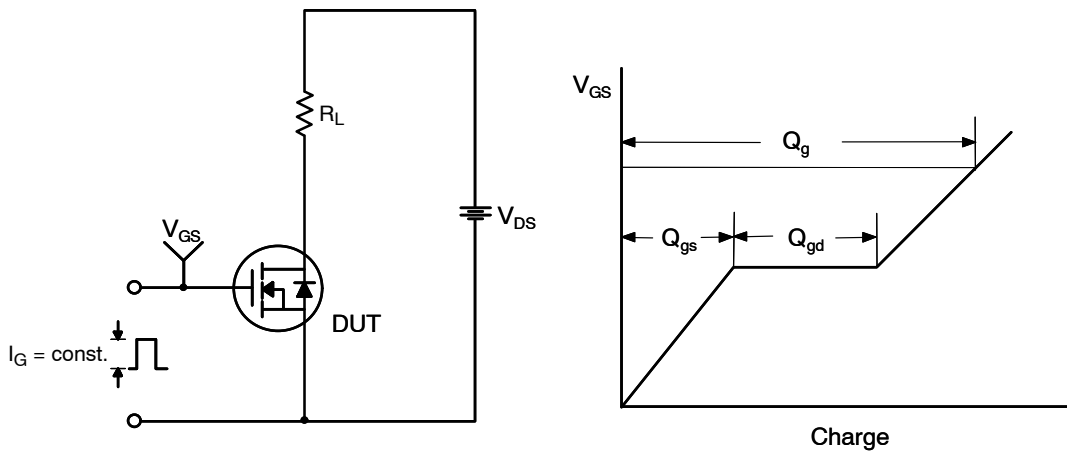 R_L
V_GS
V_DS
DUT
I_G = const.
V_GS
Q_g
Q_gs
Q_gd
Charge